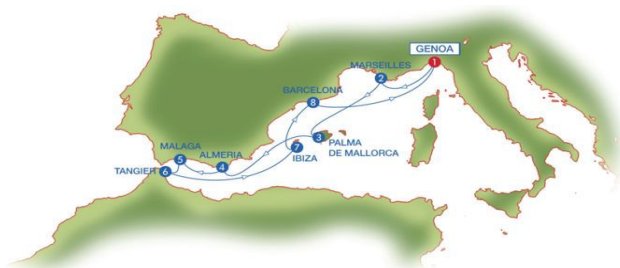 GENOA
1
MARSEILLES
2
BARCELONA
8
3
PALMA
DE MALLORCA
7
IBIZA
MALAGA
5
ALMERIA
4
TANGIER
6